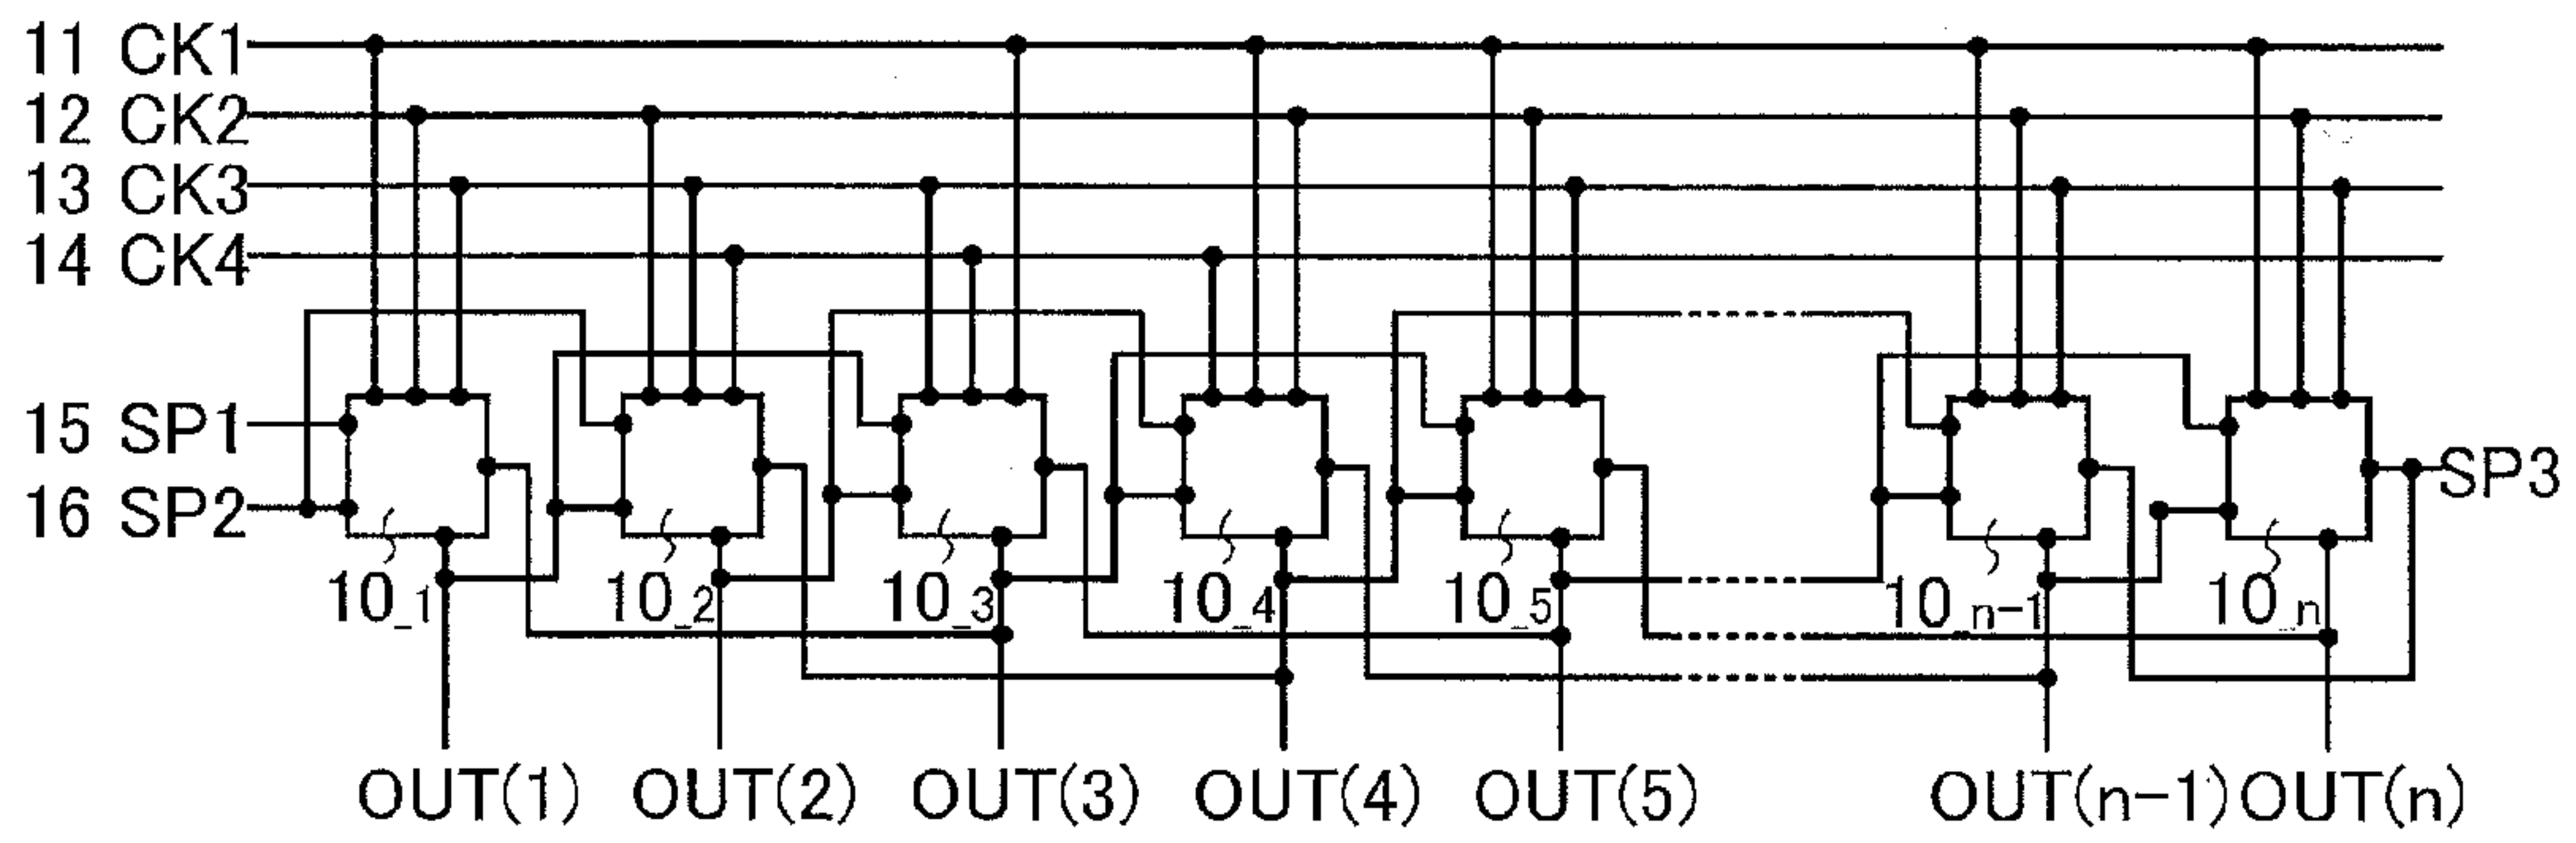 11 CK1
12 CK2
13 CK3
14 CK4
15 SP1
16 SP2
SP3
10_1 10_2 10_3 10_4 10_5 10_n-1 10_n
OUT(1) OUT(2) OUT(3) OUT(4) OUT(5) OUT(n-1) OUT(n)